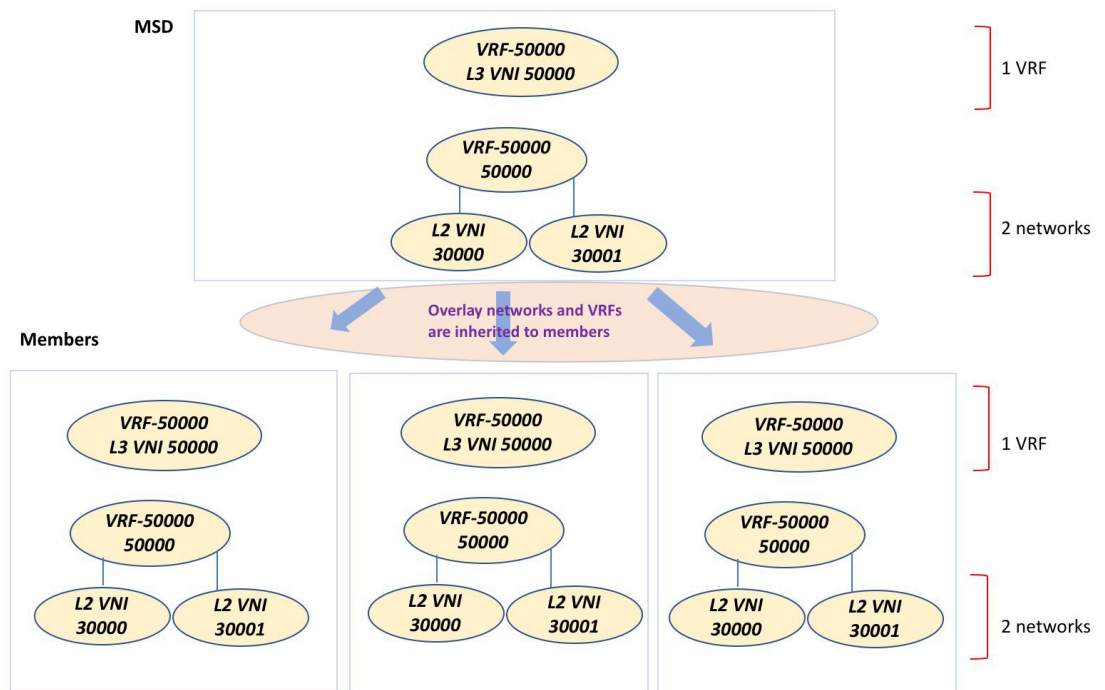 MSD
VRF-50000
L3 VNI 50000
1 VRF
VRF-50000
50000
L2 VNI
30000
L2 VNI
30001
2 networks
Overlay networks and VRFs
are inherited to members
Members
VRF-50000
L3 VNI 50000
VRF-50000
L3 VNI 50000
VRF-50000
L3 VNI 50000
1 VRF
VRF-50000
50000
VRF-50000
50000
VRF-50000
50000
L2 VNI
30000
L2 VNI
30001
L2 VNI
30000
L2 VNI
30001
L2 VNI
30000
L2 VNI
30001
2 networks